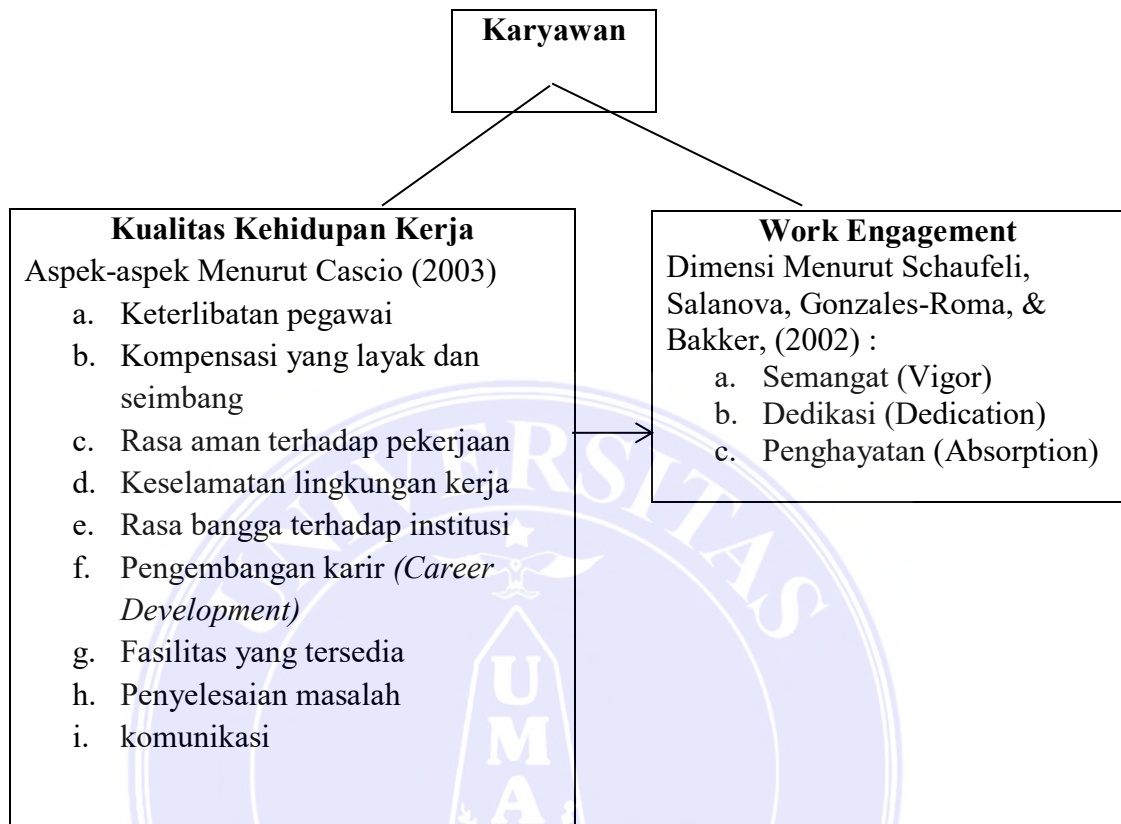 Karyawan
Kualitas Kehidupan Kerja
Aspek-aspek Menurut Cascio (2003)
a. Keterlibatan pegawai
b. Kompensasi yang layak dan
seimbang
c. Rasa aman terhadap pekerjaan
d. Keselamatan lingkungan kerja
e. Rasa bangga terhadap institusi
f. Pengembangan karir (Career
Development)
g. Fasilitas yang tersedia
h. Penyelesaian masalah
i. komunikasi
Work Engagement
Dimensi Menurut Schaufeli,
Salanova, Gonzales-Roma, &
Bakker, (2002) :
a. Semangat (Vigor)
b. Dedikasi (Dedication)
c. Penghayatan (Absorption)
UNIVERSITAS
UMA